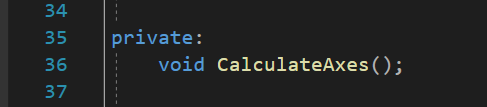 34
35 private:
36 void CalculateAxes();
37